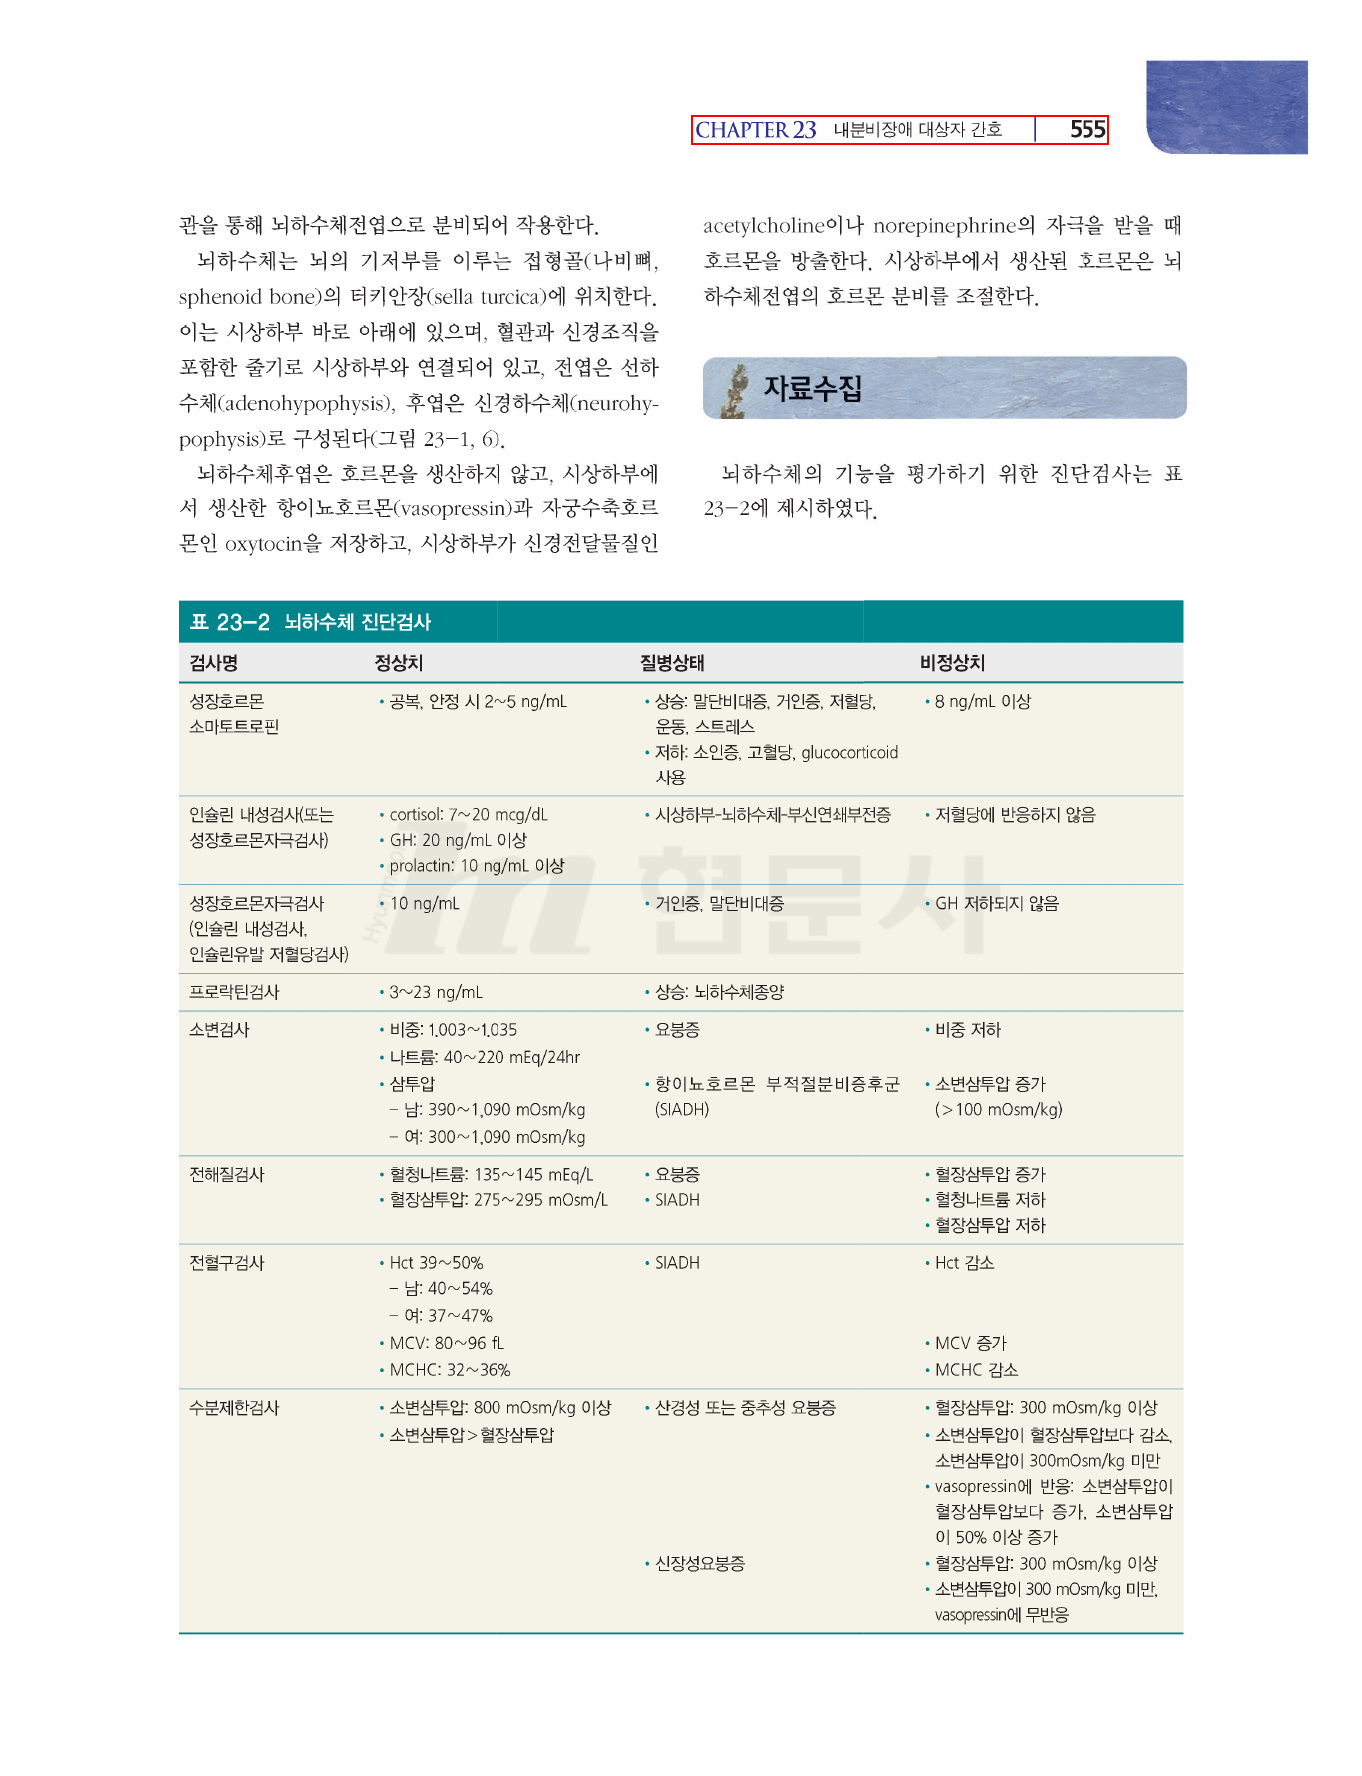 CHAPTER 23 내분비장애 대상자 간호 555
관을 통해 뇌하수체전엽으로 분비되어 작용한다.
뇌하수체는 뇌의 기저부를 이루는 접형골(나비뼈,
sphenoid bone)의 터키안장(sella turcica)에 위치한다.
이는 시상하부 바로 아래에 있으며, 혈관과 신경조직을
포함한 줄기로 시상하부와 연결되어 있고, 전엽은 선하
수체(adenohypophysis), 후엽은 신경하수체(neurohy-
pophysis)로 구성된다(그림 23-1, 6).
뇌하수체후엽은 호르몬을 생산하지 않고, 시상하부에
서 생산한 항이뇨호르몬(vasopressin)과 자궁수축호르
몬인 oxytocin을 저장하고, 시상하부가 신경전달물질인
acetylcholine이나 norepinephrine의 자극을 받을 때
호르몬을 방출한다. 시상하부에서 생산된 호르몬은 뇌
하수체전엽의 호르몬 분비를 조절한다.
자료수집
뇌하수체의 기능을 평가하기 위한 진단검사는 표
23-2에 제시하였다.
표 23-2 뇌하수체 진단검사
검사명 정상치 질병상태 비정상치
성장호르몬 • 공복, 안정 시 2~5 ng/mL • 상승: 말단비대증, 거인증, 저혈당, • 8 ng/mL 이상
소마토트로핀 운동, 스트레스
• 저하: 소인증, 고혈당, glucocorticoid
사용
인슐린 내성검사(또는 • cortisol: 7~20 mcg/dL • 시상하부-뇌하수체-부신연쇄부전증 • 저혈당에 반응하지 않음
성장호르몬자극검사) • GH: 20 ng/mL 이상
• prolactin: 10 ng/mL 이상
성장호르몬자극검사 • 10 ng/mL • 거인증, 말단비대증 • GH 저하되지 않음
(인슐린 내성검사,
인슐린유발 저혈당검사)
프로락틴검사 • 3~23 ng/mL • 상승: 뇌하수체종양
소변검사 • 비중: 1.003~1.035 • 요붕증 • 비중 저하
• 나트륨: 40~220 mEq/24hr
• 삼투압 • 항이뇨호르몬 부적절분비증후군 • 소변삼투압 증가
- 남: 390~1,090 mOsm/kg (SIADH) (>100 mOsm/kg)
- 여: 300~1,090 mOsm/kg
전해질검사 • 혈청나트륨: 135~145 mEq/L • 요붕증 • 혈장삼투압 증가
• 혈장삼투압: 275~295 mOsm/L • SIADH • 혈청나트륨 저하
• 혈장삼투압 저하
전혈구검사 • Hct 39~50% • SIADH • Hct 감소
- 남: 40~54%
- 여: 37~47%
• MCV: 80~96 fL • MCV 증가
• MCHC: 32~36% • MCHC 감소
수분제한검사 • 소변삼투압: 800 mOsm/kg 이상 • 산경성 또는 중추성 요붕증 • 혈장삼투압: 300 mOsm/kg 이상
• 소변삼투압>혈장삼투압 • 소변삼투압이 혈장삼투압보다 감소,
소변삼투압이 300mOsm/kg 미만
• vasopressin에 반응: 소변삼투압이
혈장삼투압보다 증가, 소변삼투압
이 50% 이상 증가
• 신장성요붕증 • 혈장삼투압: 300 mOsm/kg 이상
• 소변삼투압이 300 mOsm/kg 미만,
vasopressin에 무반응
현문사